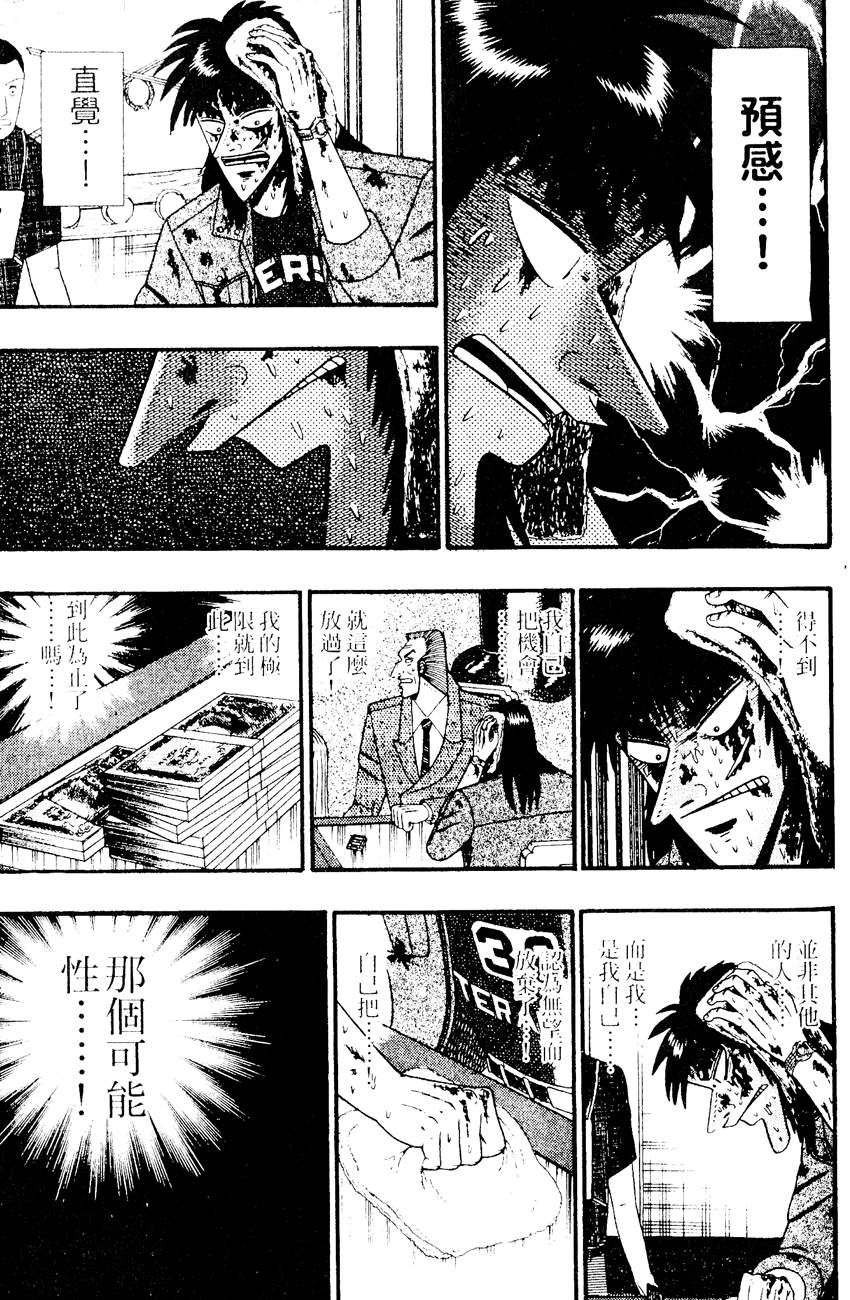 預感…！
直覺…！
ERS
得不到……
我自己
把機會
……
就這麼
放過了！
我的極
限就到
此……
到此為止了
……嗎…！
並非其他
的人……
而是我…
是我自己……。
認為無望而
放棄了…！
自己把……
TER
那個可能
性……！